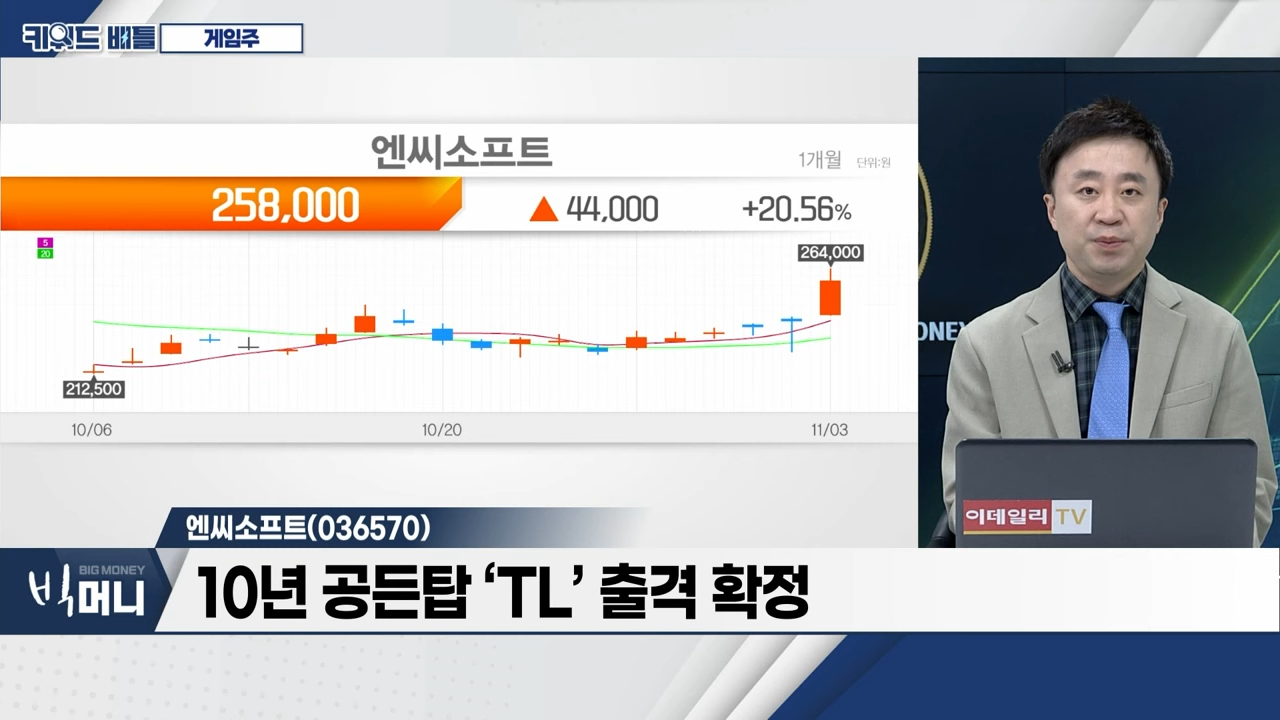 키워드 배틀 게임주
엔씨소프트
1개월 단위:원
258,000 ▲ 44,000 +20.56%
5
20
264,000
212,500
10/06 10/20 11/03
ONEY
이데일리 TV
엔씨소프트(036570)
BIG MONEY
빅머니
10년 공든탑 ‘TL’ 출격 확정